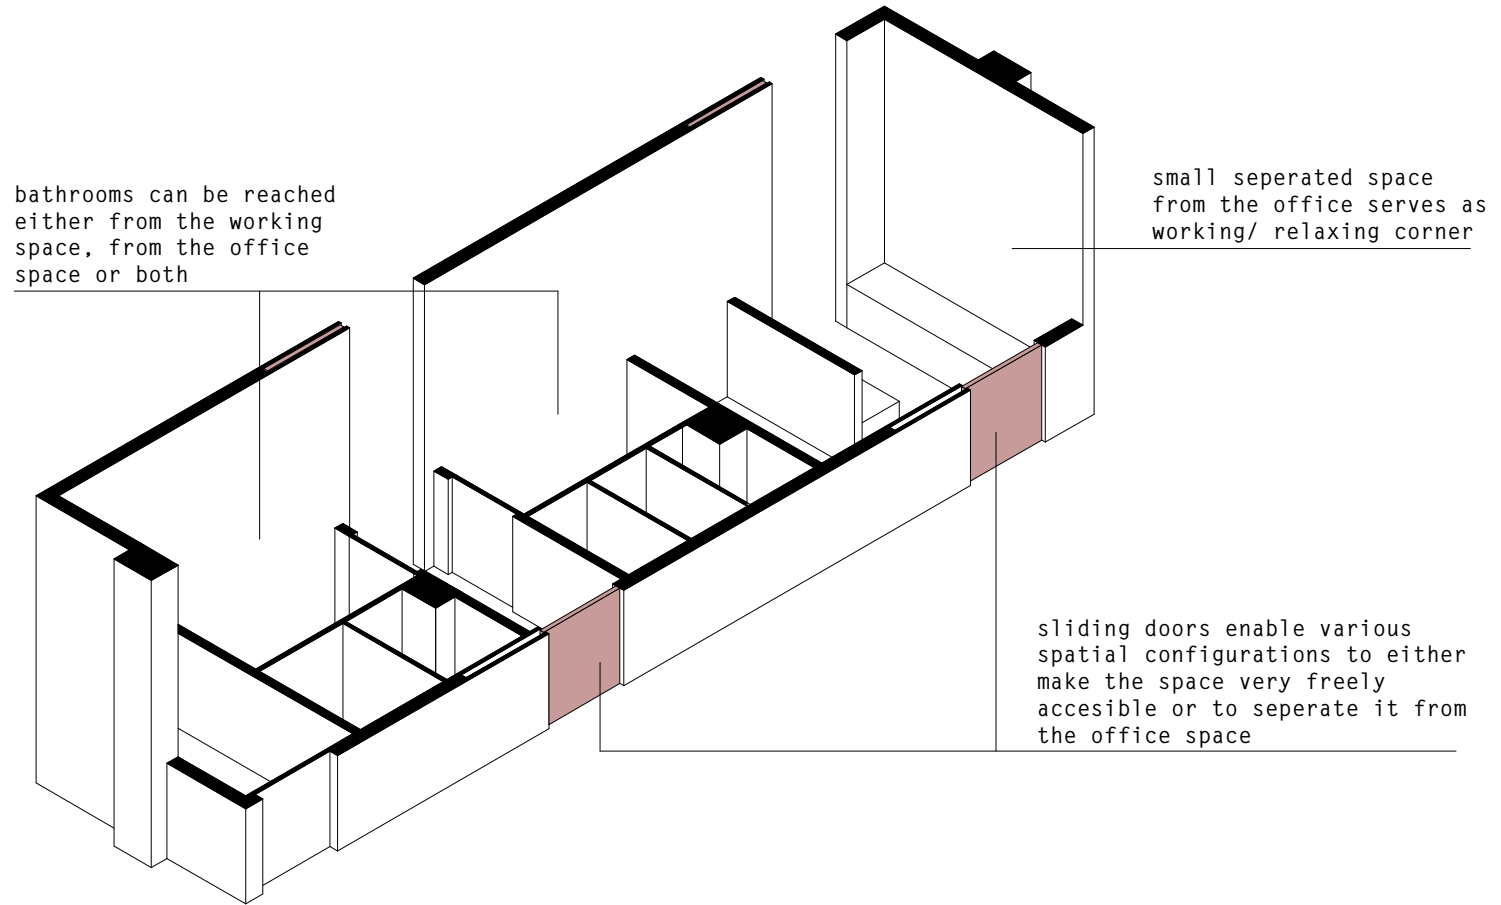 bathrooms can be reached
either from the working
space, from the office
space or both
small seperated space
from the office serves as
working/ relaxing corner
sliding doors enable various
spatial configurations to either
make the space very freely
accesible or to seperate it from
the office space